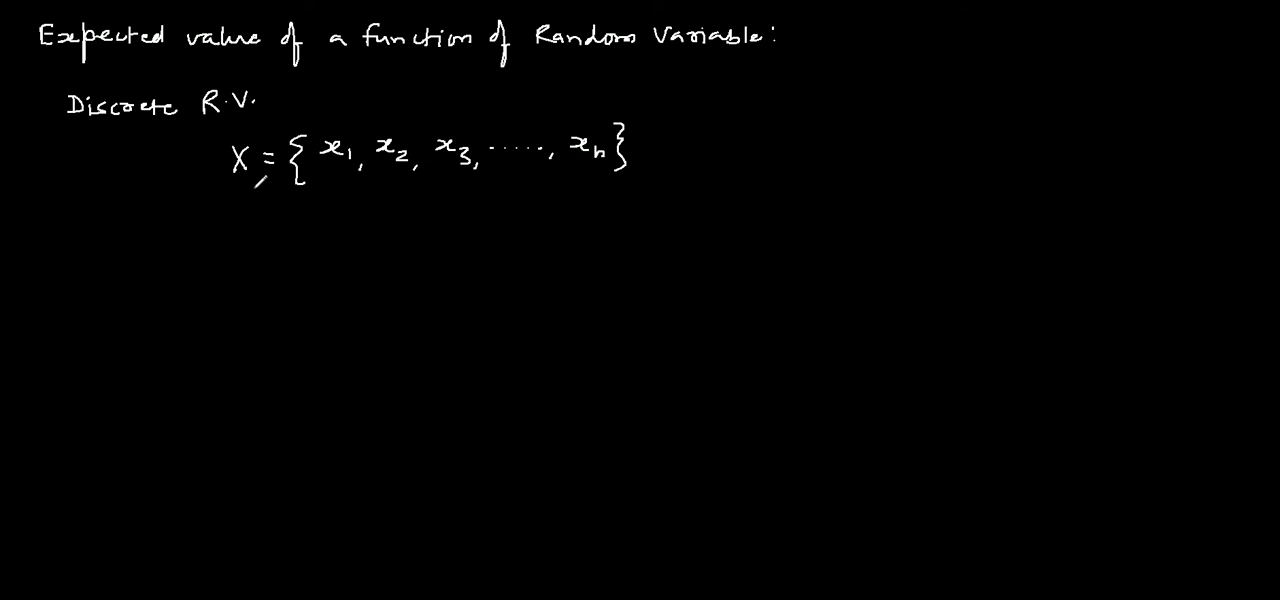 Expected value of a function of Random Variable:
Discrete R.V.
X = { x₁, x₂, x₃, ....., xₙ}